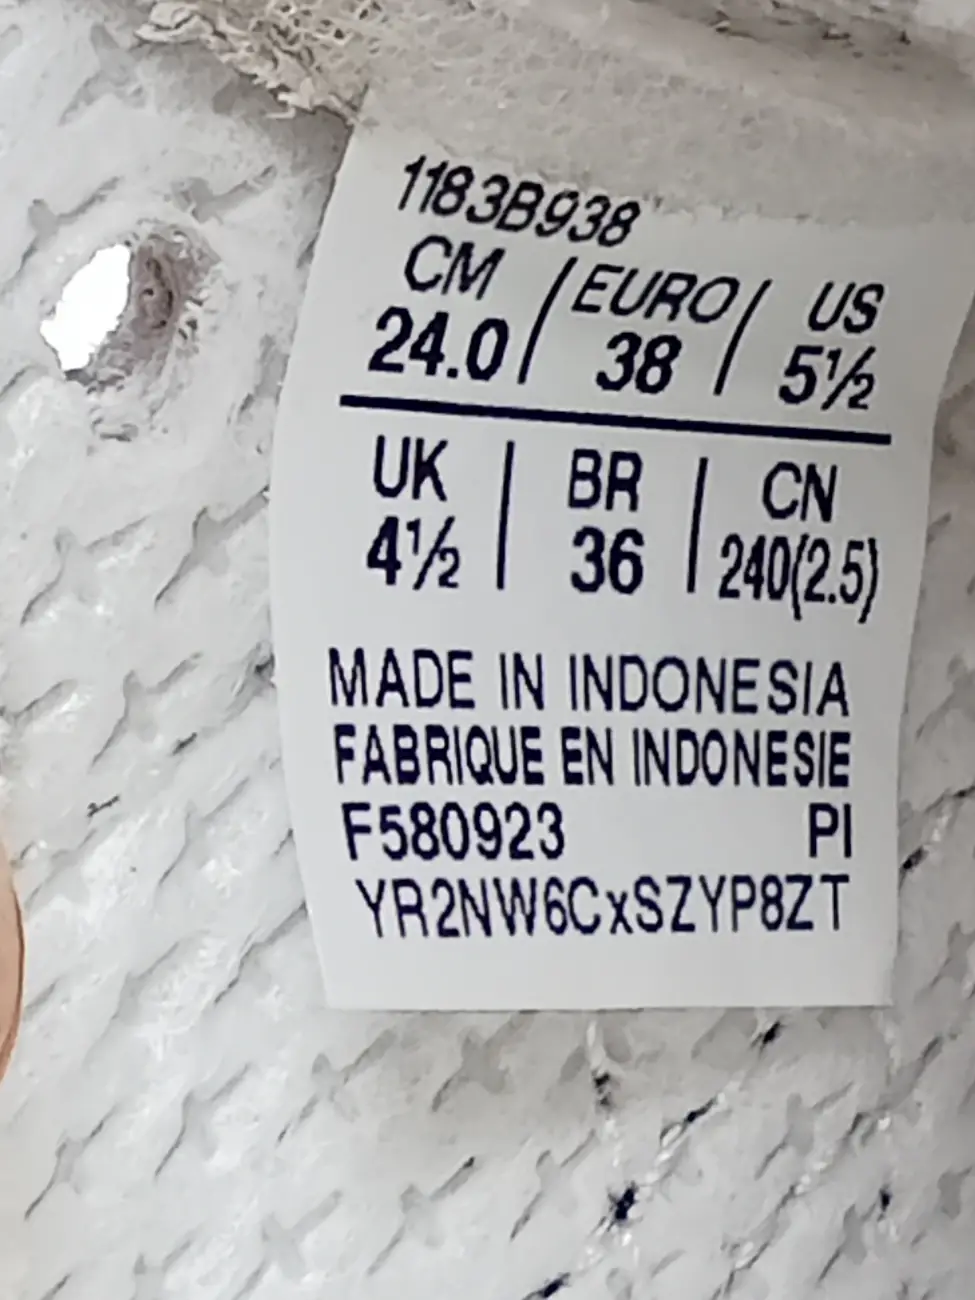 1183B938
CM / EURO / US
24.0 / 38 / 5½
UK | BR | CN
4½ | 36 | 240(2.5)
MADE IN INDONESIA
FABRIQUE EN INDONESIE
F580923 PI
YR2NW6CxSZYP8ZT